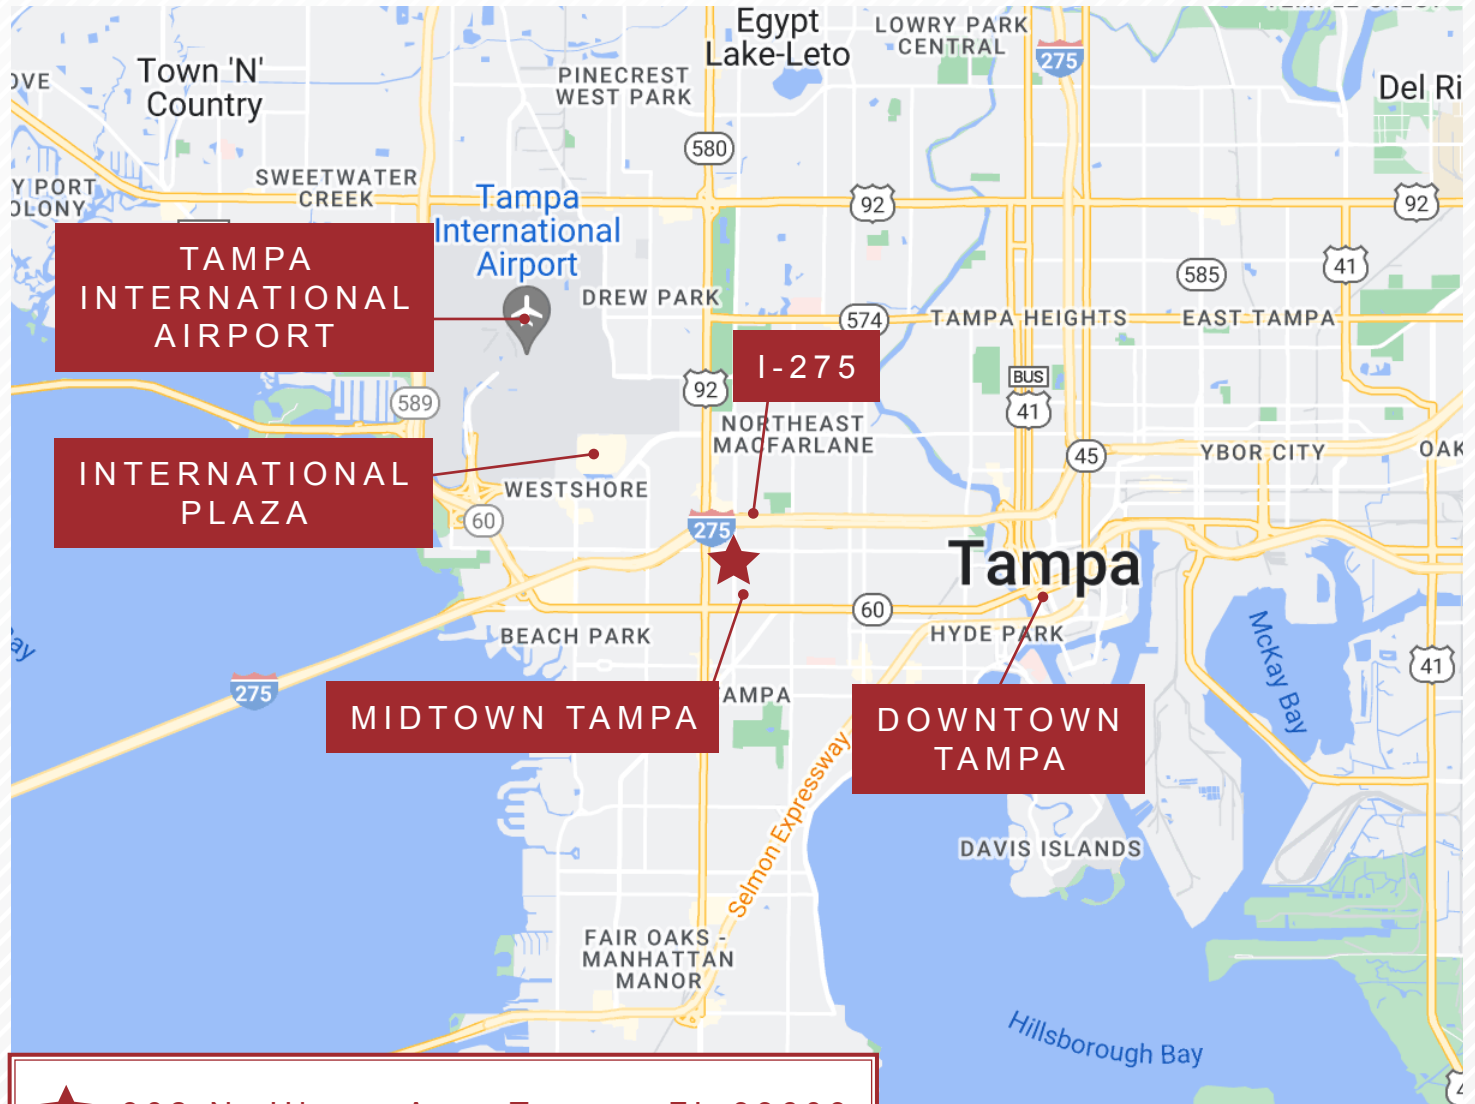 Egypt
Lake-Leto
LOWRY PARK
CENTRAL
275
Town 'N'
Country
OVE
PINECREST
WEST PARK
Del Ri
580
SWEETWATER
CREEK
Y PORT
OLONY
Tampa
International
Airport
92
92
TAMPA
INTERNATIONAL
AIRPORT
DREW PARK
585
41
574
TAMPA HEIGHTS
EAST TAMPA
I-275
BUS
41
92
589
NORTHEAST
MACFARLANE
45
YBOR CITY
OAK
INTERNATIONAL
PLAZA
WESTSHORE
60
275
Tampa
60
BEACH PARK
HYDE PARK
McKay Bay
ay
41
275
AMPA
MIDTOWN TAMPA
DOWNTOWN
TAMPA
Selmon Expressway
DAVIS ISLANDS
FAIR OAKS -
MANHATTAN
MANOR
Hillsborough Bay
4